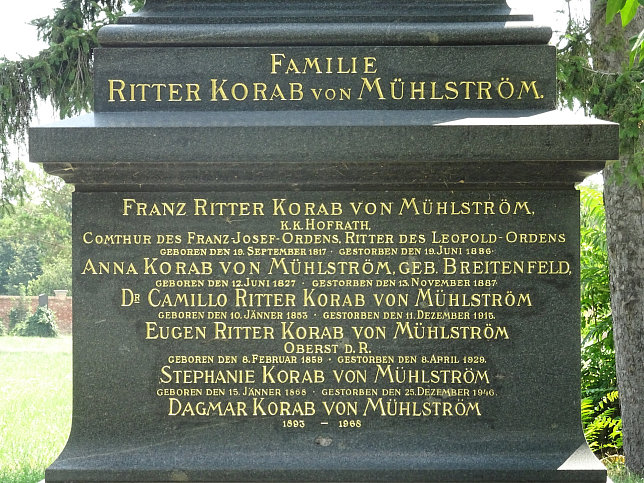 FAMILIE
RITTER KORAB VON MÜHLSTRÖM.
FRANZ RITTER KORAB VON MÜHLSTRÖM,
K.K. HOFRATH,
COMTHUR DES FRANZ-JOSEF-ORDENS, RITTER DES LEOPOLD-ORDENS
GEBOREN DEN 19. SEPTEMBER 1817 · GESTORBEN DEN 19. JUNI 1886·
ANNA KORAB VON MÜHLSTRÖM, GEB. BREITENFELD,
GEBOREN DEN 12. JUNI 1827 · GESTORBEN DEN 13. NOVEMBER 1887·
DR CAMILLO RITTER KORAB VON MÜHLSTRÖM
GEBOREN DEN 10. JÄNNER 1853 · GESTORBEN DEN 11. DEZEMBER 1915.
EUGEN RITTER KORAB VON MÜHLSTRÖM
OBERST D. R.
GEBOREN DEN 8. FEBRUAR 1859 · GESTORBEN DEN 8. APRIL 1929.
STEPHANIE KORAB VON MÜHLSTRÖM
GEBOREN DEN 15. JÄNNER 1868 · GESTORBEN DEN 25. DEZEMBER 1946.
DAGMAR KORAB VON MÜHLSTRÖM
1893 – 1968